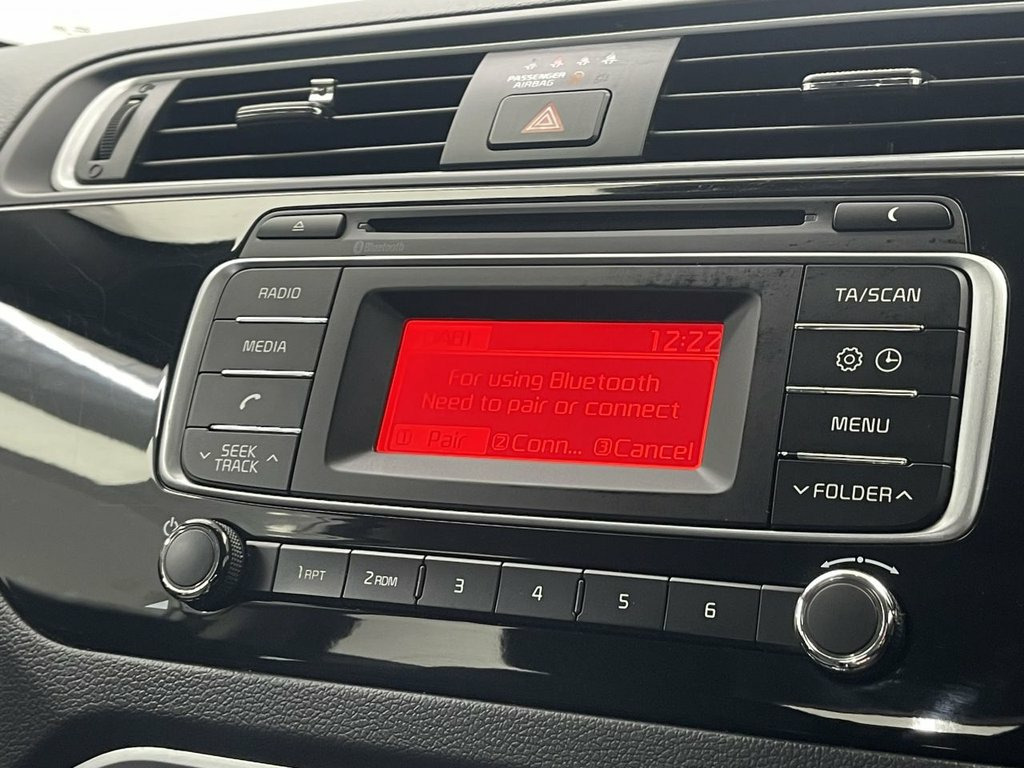 PASSENGER
AIRBAG
Bluetooth
RADIO
MEDIA
SEEK
TRACK
12:22
For using Bluetooth
Need to pair or connect
1 Pair 2 Conn... 3 Cancel
TA/SCAN
MENU
FOLDER
1 RPT
2 RDM
3
4
5
6